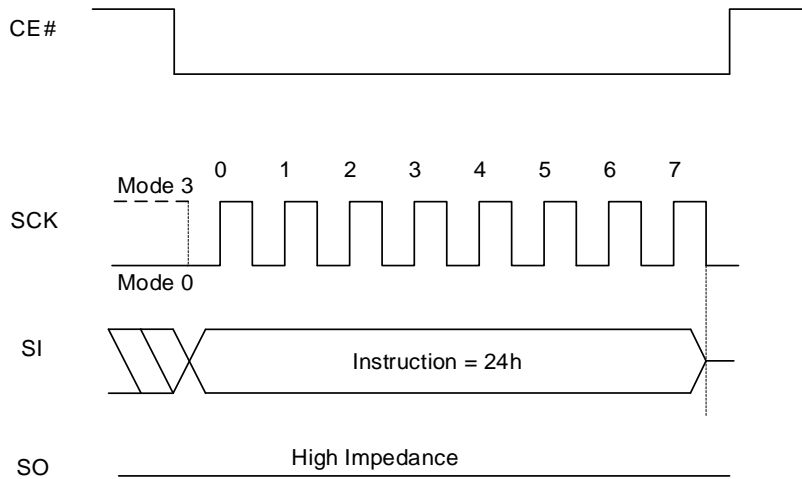 CE#
0 1 2 3 4 5 6 7
Mode 3
SCK
Mode 0
SI
Instruction = 24h
High Impedance
SO